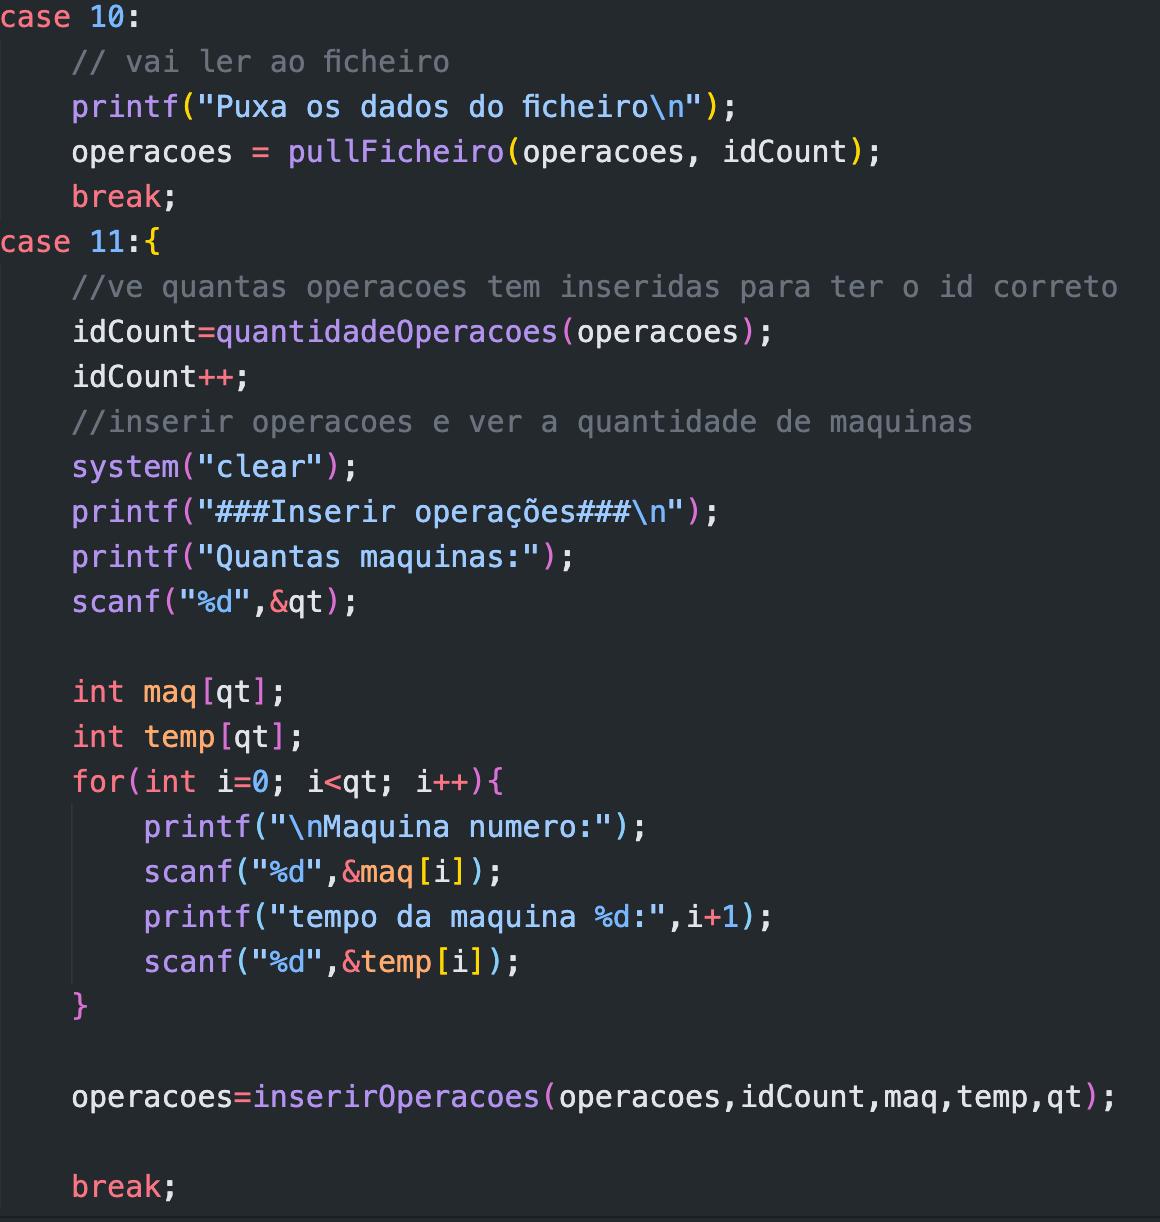 case 10:
    // vai ler ao ficheiro
    printf("Puxa os dados do ficheiro\n");
    operacoes = pullFicheiro(operacoes, idCount);
    break;
case 11:{
    //ve quantas operacoes tem inseridas para ter o id correto
    idCount=quantidadeOperacoes(operacoes);
    idCount++;
    //inserir operacoes e ver a quantidade de maquinas
    system("clear");
    printf("###Inserir operações###\n");
    printf("Quantas maquinas:");
    scanf("%d",&qt);

    int maq[qt];
    int temp[qt];
    for(int i=0; i<qt; i++){
        printf("\nMaquina numero:");
        scanf("%d",&maq[i]);
        printf("tempo da maquina %d:",i+1);
        scanf("%d",&temp[i]);
    }

    operacoes=inserirOperacoes(operacoes,idCount,maq,temp,qt);

    break;